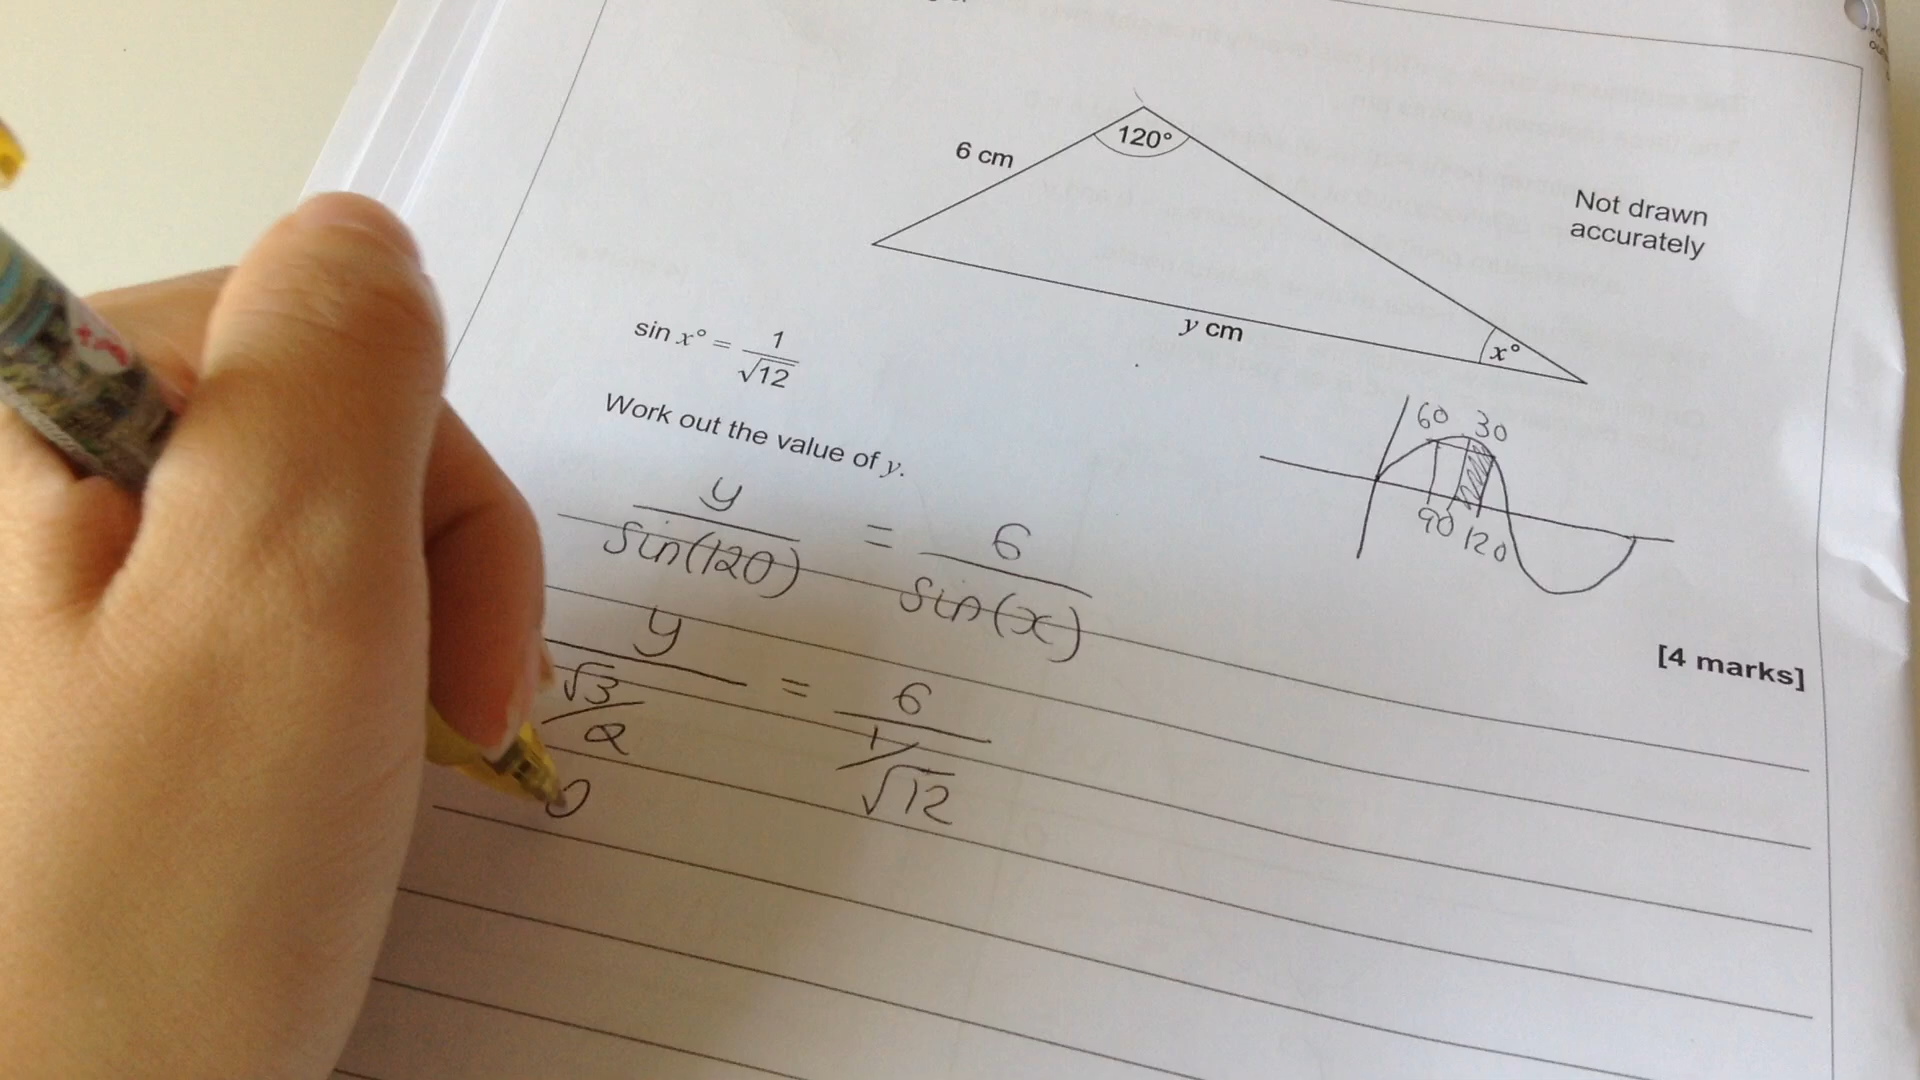 120°
6 cm
Not drawn
accurately
y cm
x°
sin x° = 1/√12
Work out the value of y.
60 30
90 120
y/sin(120) = 6/sin(x)
[4 marks]
y/(√3/2) = 6/(1/√12)